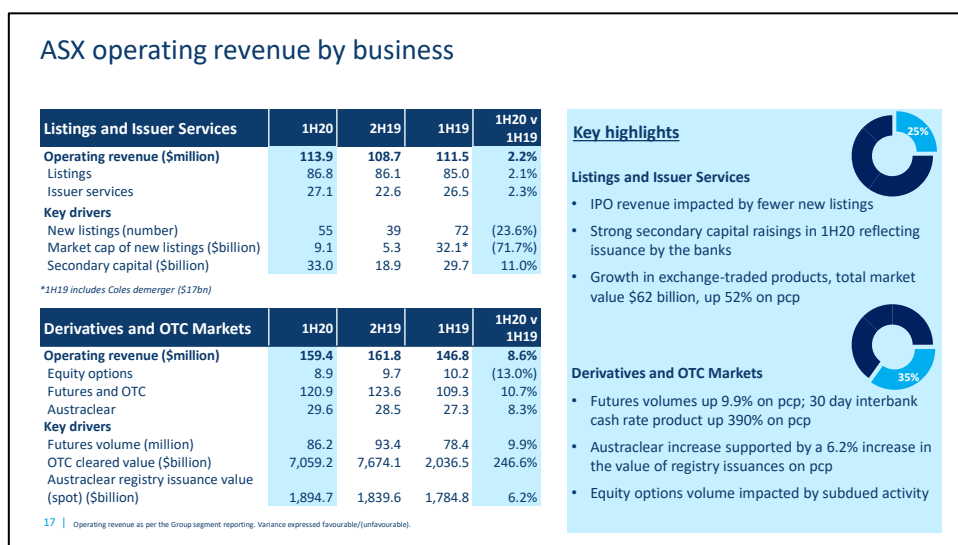 ASX operating revenue by business
Listings and Issuer Services 1H20 2H19 1H19 1H20 v 1H19
Operating revenue ($million) 113.9 108.7 111.5 2.2%
Listings 86.8 86.1 85.0 2.1%
Issuer services 27.1 22.6 26.5 2.3%
Key drivers
New listings (number) 55 39 72 (23.6%)
Market cap of new listings ($billion) 9.1 5.3 32.1* (71.7%)
Secondary capital ($billion) 33.0 18.9 29.7 11.0%
*1H19 includes Coles demerger ($17bn)
Derivatives and OTC Markets 1H20 2H19 1H19 1H20 v 1H19
Operating revenue ($million) 159.4 161.8 146.8 8.6%
Equity options 8.9 9.7 10.2 (13.0%)
Futures and OTC 120.9 123.6 109.3 10.7%
Austraclear 29.6 28.5 27.3 8.3%
Key drivers
Futures volume (million) 86.2 93.4 78.4 9.9%
OTC cleared value ($billion) 7,059.2 7,674.1 2,036.5 246.6%
Austraclear registry issuance value
(spot) ($billion) 1,894.7 1,839.6 1,784.8 6.2%
Key highlights
25%
Listings and Issuer Services
• IPO revenue impacted by fewer new listings
• Strong secondary capital raisings in 1H20 reflecting
issuance by the banks
• Growth in exchange-traded products, total market
value $62 billion, up 52% on pcp
35%
Derivatives and OTC Markets
• Futures volumes up 9.9% on pcp; 30 day interbank
cash rate product up 390% on pcp
• Austraclear increase supported by a 6.2% increase in
the value of registry issuances on pcp
• Equity options volume impacted by subdued activity
17 | Operating revenue as per the Group segment reporting. Variance expressed favourable/(unfavourable).